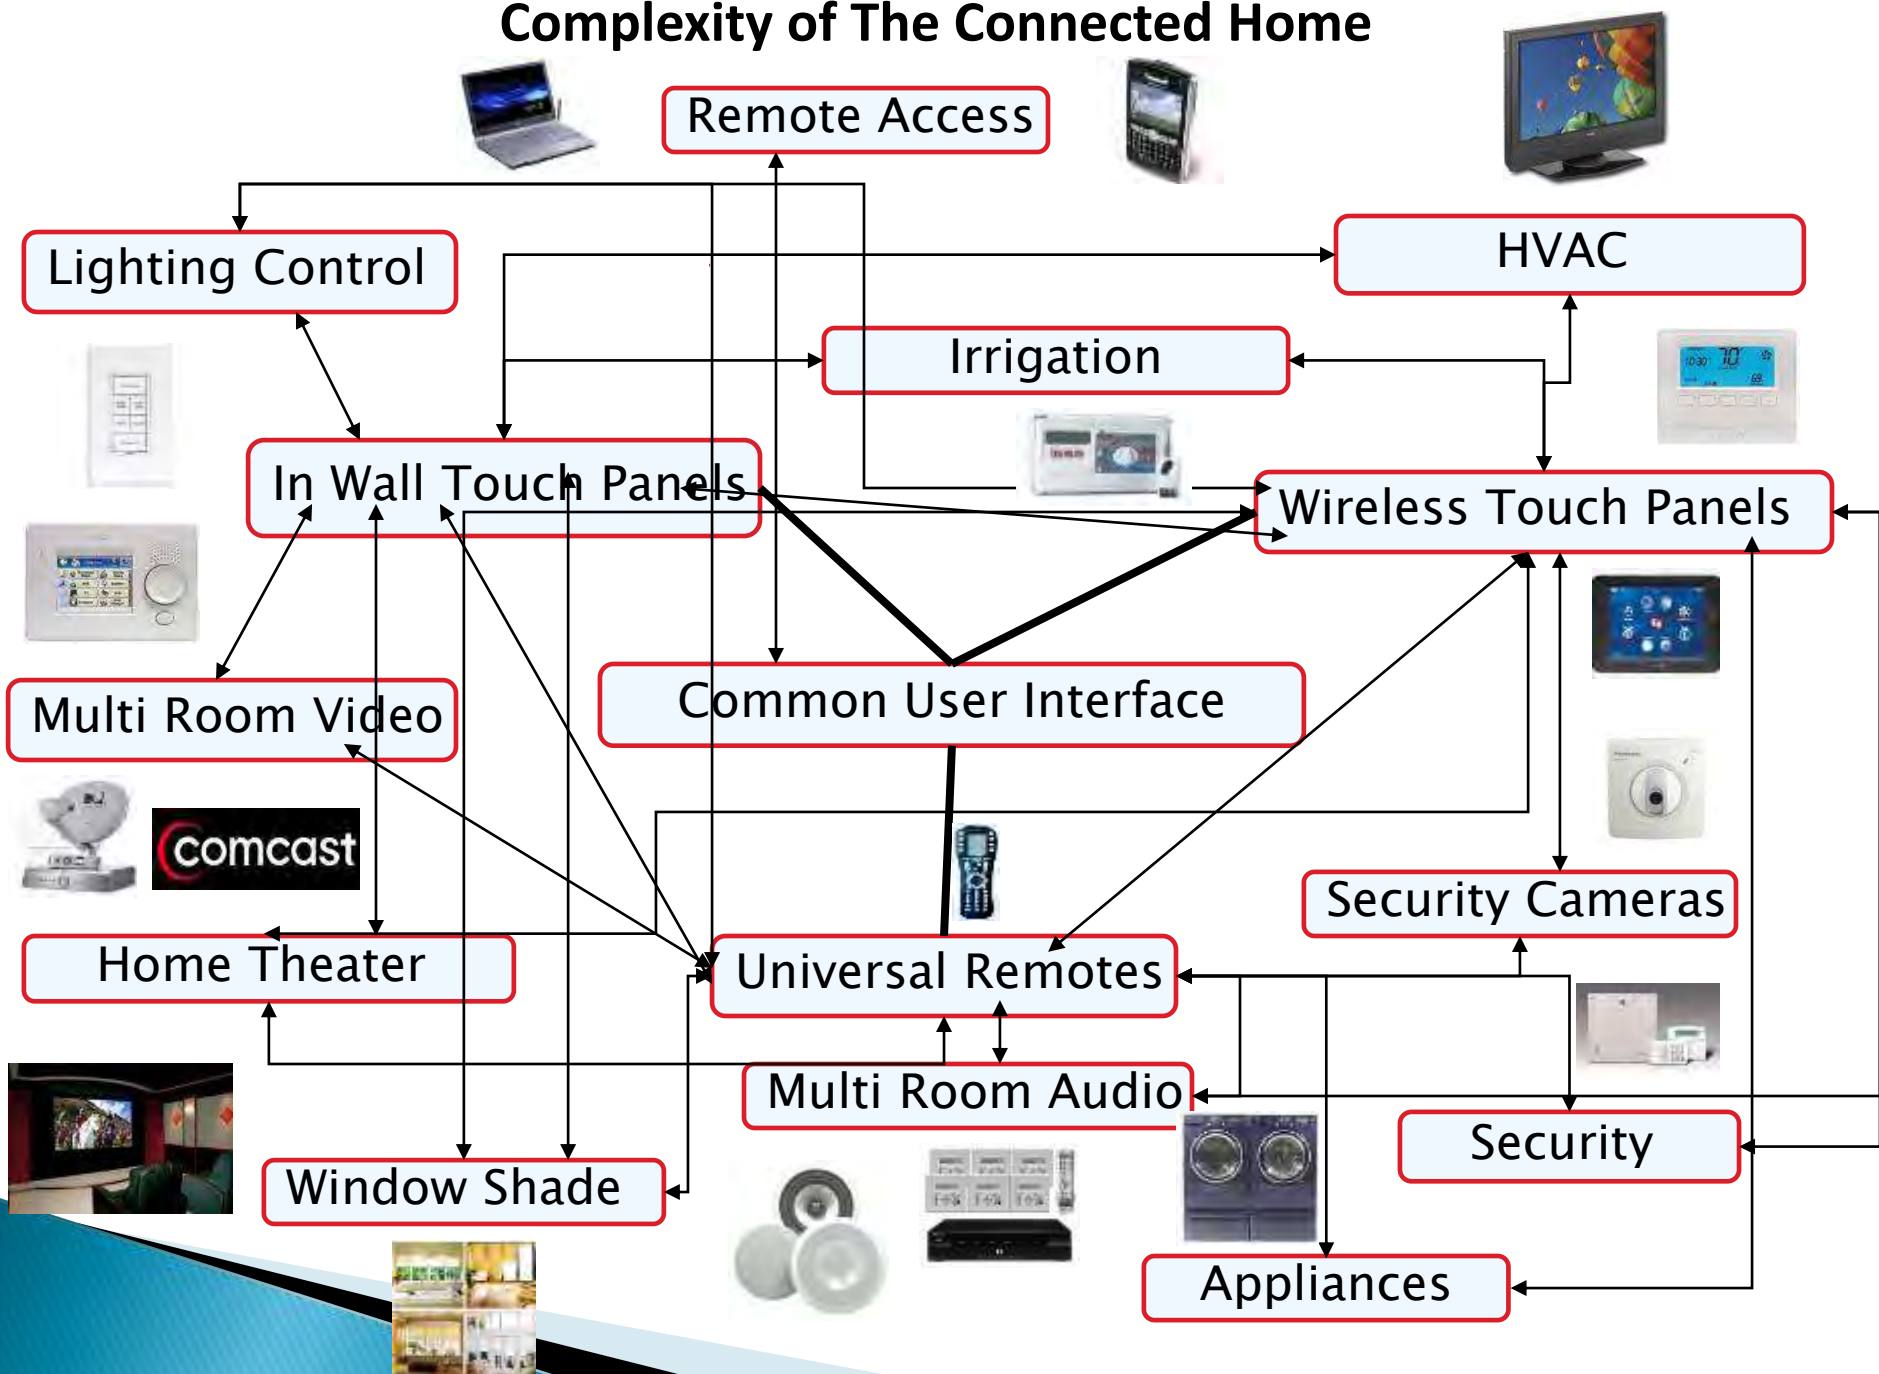 Complexity of The Connected Home
Remote Access
Lighting Control
HVAC
Irrigation
In Wall Touch Panels
Wireless Touch Panels
Common User Interface
Multi Room Video
comcast
Security Cameras
Home Theater
Universal Remotes
Multi Room Audio
Security
Window Shade
Appliances